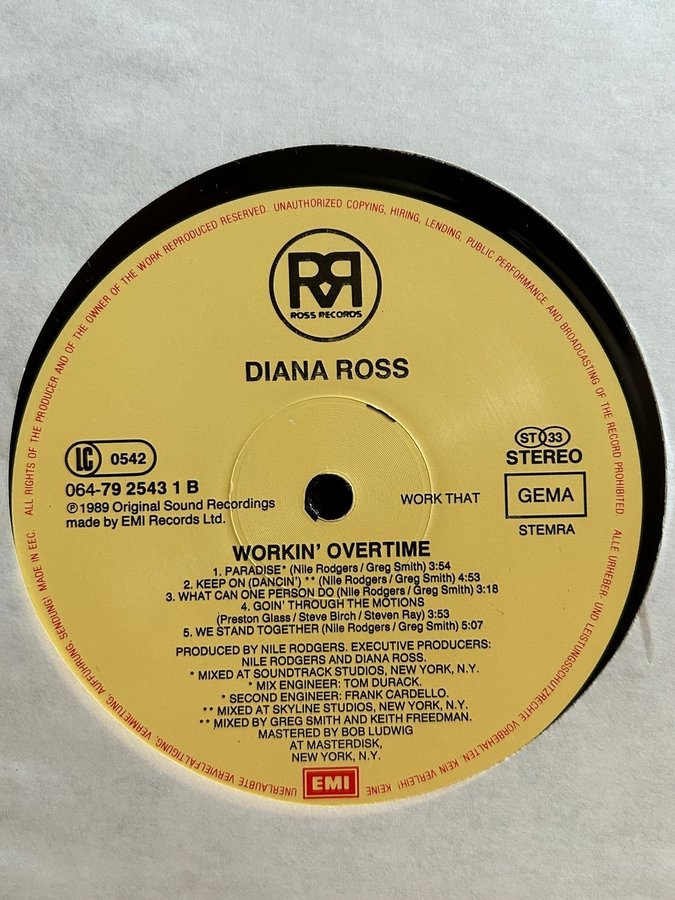 RR
ROSS RECORDS
DIANA ROSS
LC 0542
064-79 2543 1 B
℗ 1989 Original Sound Recordings
made by EMI Records Ltd.
ST 33
STEREO
GEMA
STEMRA
WORK THAT
WORKIN' OVERTIME
1. PARADISE* (Nile Rodgers / Greg Smith) 3:54
2. KEEP ON (DANCIN') ** (Nile Rodgers / Greg Smith) 4:53
3. WHAT CAN ONE PERSON DO (Nile Rodgers / Greg Smith) 3:18
4. GOIN' THROUGH THE MOTIONS
(Preston Glass / Steve Birch / Steven Ray) 3:53
5. WE STAND TOGETHER (Nile Rodgers / Greg Smith) 5:07
PRODUCED BY NILE RODGERS. EXECUTIVE PRODUCERS:
NILE RODGERS AND DIANA ROSS.
* MIXED AT SOUNDTRACK STUDIOS, NEW YORK, N.Y.
* MIX ENGINEER: TOM DURACK.
* SECOND ENGINEER: FRANK CARDELLO.
** MIXED AT SKYLINE STUDIOS, NEW YORK, N.Y.
** MIXED BY GREG SMITH AND KEITH FREEDMAN.
MASTERED BY BOB LUDWIG
AT MASTERDISK,
NEW YORK, N.Y.
EMI
ALL RIGHTS OF THE PRODUCER AND OF THE OWNER OF THE WORK REPRODUCED RESERVED. UNAUTHORIZED COPYING, HIRING, LENDING, PUBLIC PERFORMANCE AND BROADCASTING OF THE RECORD PROHIBITED. ALLE URHEBER- UND LEISTUNGSSCHUTZRECHTE VORBEHALTEN. KEIN VERLEIH! KEINE UNERLAUBTE VERVIELFÄLTIGUNG, VERMIETUNG, AUFFÜHRUNG, SENDUNG! MADE IN EEC.